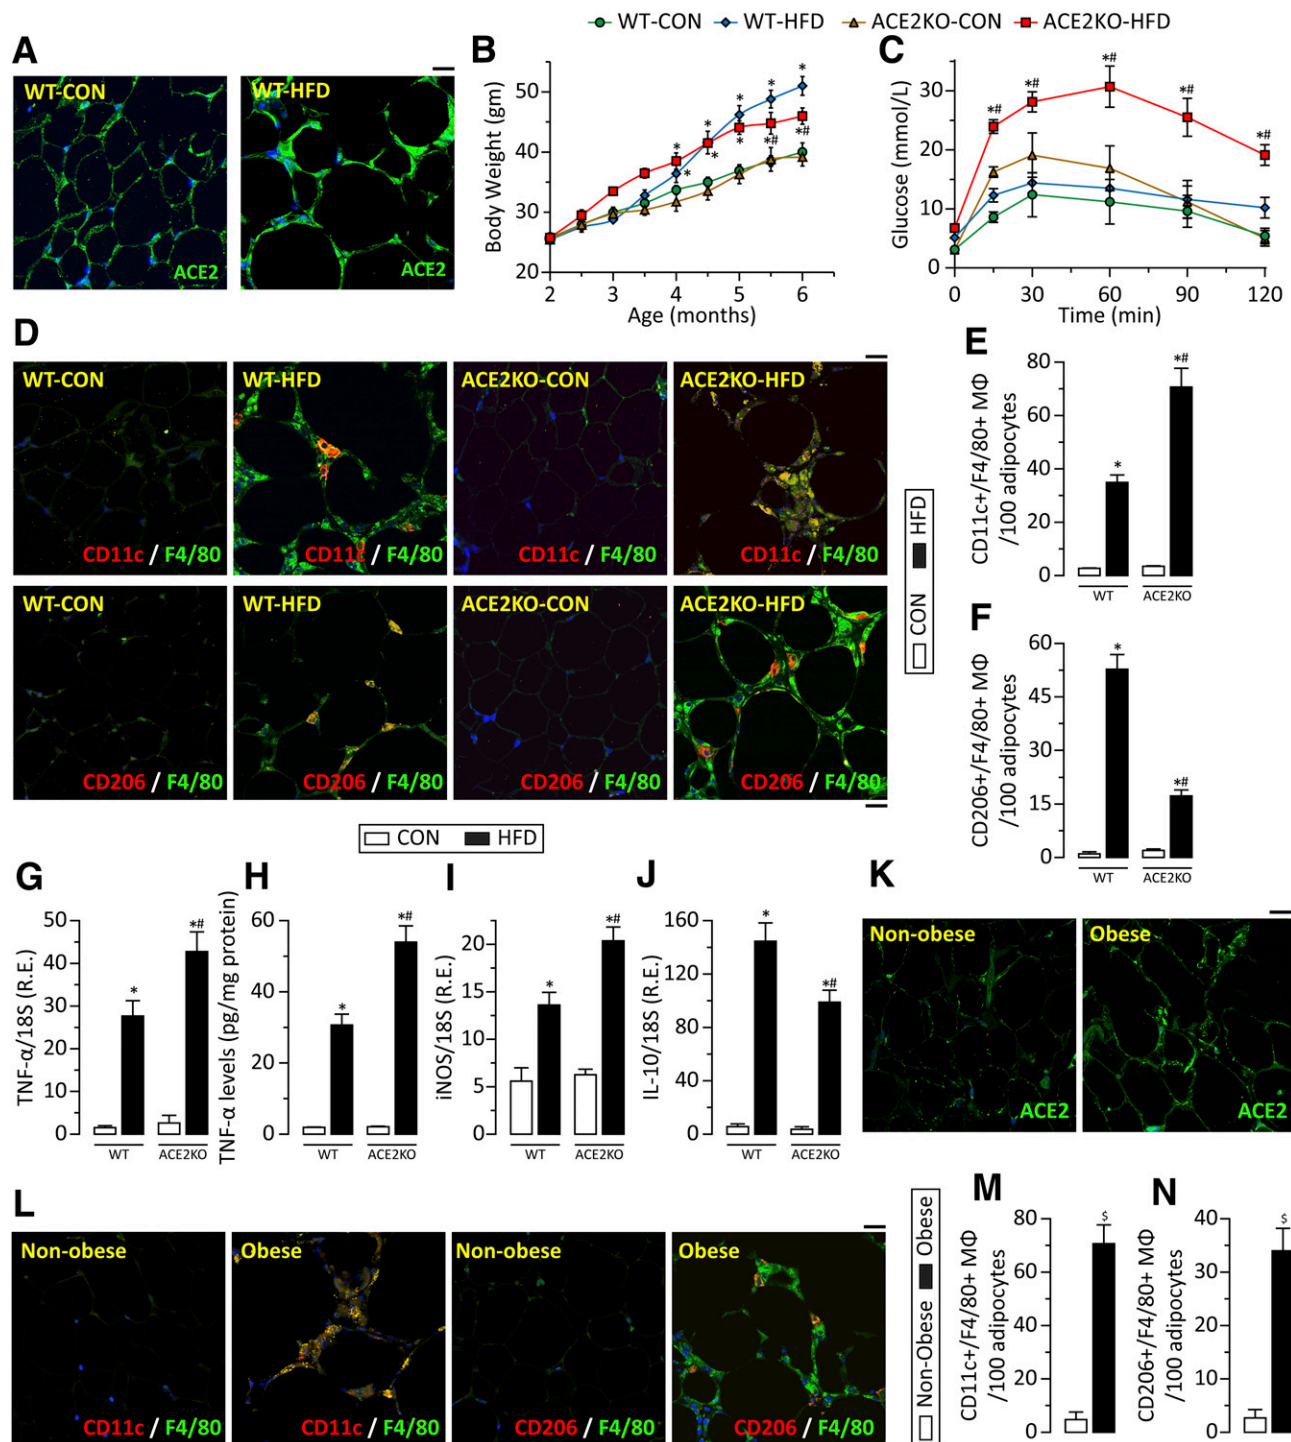 WT-CON WT-HFD ACE2KO-CON ACE2KO-HFD
A
WT-CON
ACE2
WT-HFD
ACE2
B
Body Weight (gm)
50
40
30
20
2 3 4 5 6
Age (months)
* * * * * * * * *# *#
C
Glucose (mmol/L)
30
20
10
0
0 30 60 90 120
Time (min)
*# *# *# *# *#
D
WT-CON
CD11c / F4/80
WT-HFD
CD11c / F4/80
ACE2KO-CON
CD11c / F4/80
ACE2KO-HFD
CD11c / F4/80
WT-CON
CD206 / F4/80
WT-HFD
CD206 / F4/80
ACE2KO-CON
CD206 / F4/80
ACE2KO-HFD
CD206 / F4/80
CON HFD
E
CD11c+/F4/80+ MΦ
/100 adipocytes
80
60
40
20
0
* *#
WT ACE2KO
F
CD206+/F4/80+ MΦ
/100 adipocytes
60
45
30
15
0
* *#
WT ACE2KO
CON HFD
G
TNF-α/18S (R.E.)
50
40
30
20
10
0
* *#
WT ACE2KO
H
TNF-α levels (pg/mg protein)
60
40
20
0
* *#
WT ACE2KO
I
iNOS/18S (R.E.)
20
15
10
5
0
* *#
WT ACE2KO
J
IL-10/18S (R.E.)
160
120
80
40
0
* *#
WT ACE2KO
K
Non-obese
ACE2
Obese
ACE2
L
Non-obese
CD11c / F4/80
Obese
CD11c / F4/80
Non-obese
CD206 / F4/80
Obese
CD206 / F4/80
Non-Obese Obese
M
CD11c+/F4/80+ MΦ
/100 adipocytes
80
60
40
20
0
$
N
CD206+/F4/80+ MΦ
/100 adipocytes
40
30
20
10
0
$